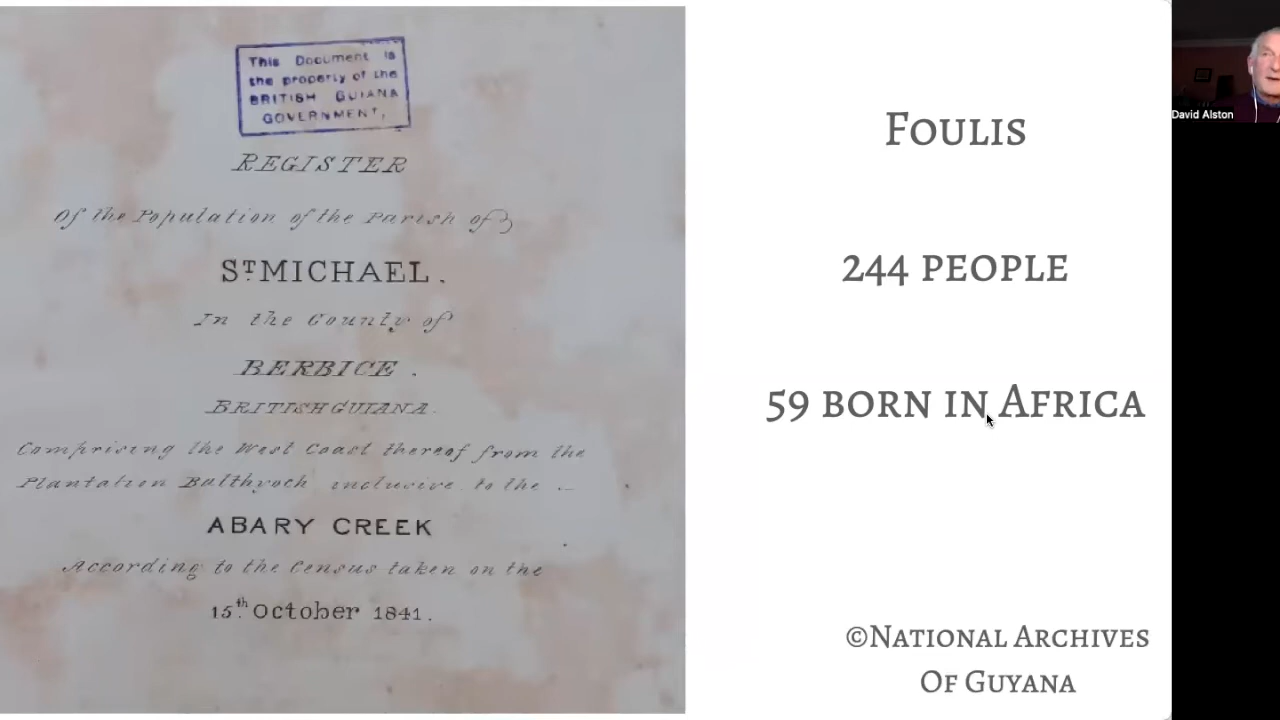 This Document is
the property of the
BRITISH GUIANA
GOVERNMENT,
REGISTER
Of the Population of the Parish of
ST MICHAEL.
In the County of
BERBICE.
BRITISH GUIANA.
Comprising the West Coast thereof from the
Plantation Balthyock inclusive to the
ABARY CREEK
According to the Census taken on the
15th. October 1841.
FOULIS
244 PEOPLE
59 BORN IN AFRICA
©NATIONAL ARCHIVES
OF GUYANA
David Alston